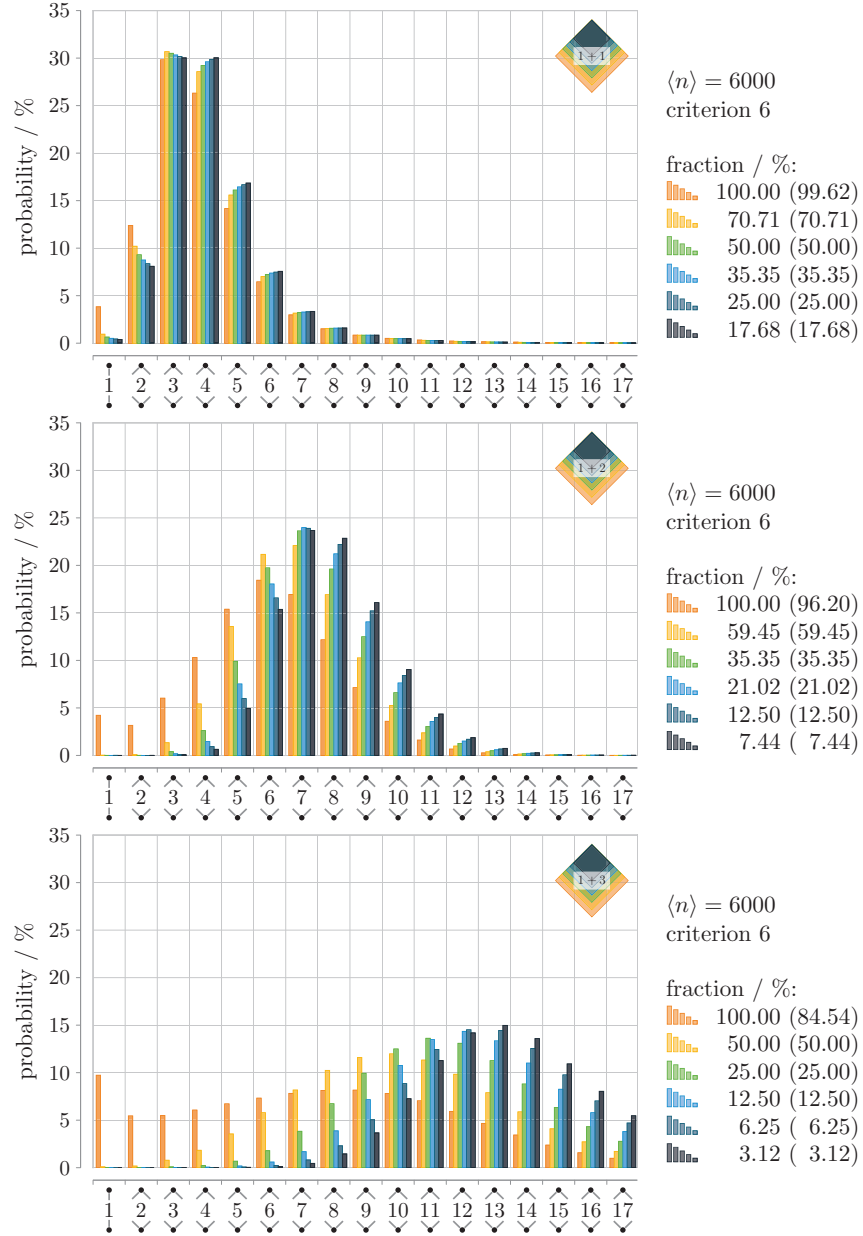 35
30
25
20
15
10
5
0
probability / %
1 + 1
1 2 3 4 5 6 7 8 9 10 11 12 13 14 15 16 17
⟨n⟩ = 6000
criterion 6
fraction / %:
100.00 (99.62)
70.71 (70.71)
50.00 (50.00)
35.35 (35.35)
25.00 (25.00)
17.68 (17.68)
35
30
25
20
15
10
5
0
probability / %
1 + 2
1 2 3 4 5 6 7 8 9 10 11 12 13 14 15 16 17
⟨n⟩ = 6000
criterion 6
fraction / %:
100.00 (96.20)
59.45 (59.45)
35.35 (35.35)
21.02 (21.02)
12.50 (12.50)
7.44 ( 7.44)
35
30
25
20
15
10
5
0
probability / %
1 + 3
1 2 3 4 5 6 7 8 9 10 11 12 13 14 15 16 17
⟨n⟩ = 6000
criterion 6
fraction / %:
100.00 (84.54)
50.00 (50.00)
25.00 (25.00)
12.50 (12.50)
6.25 ( 6.25)
3.12 ( 3.12)